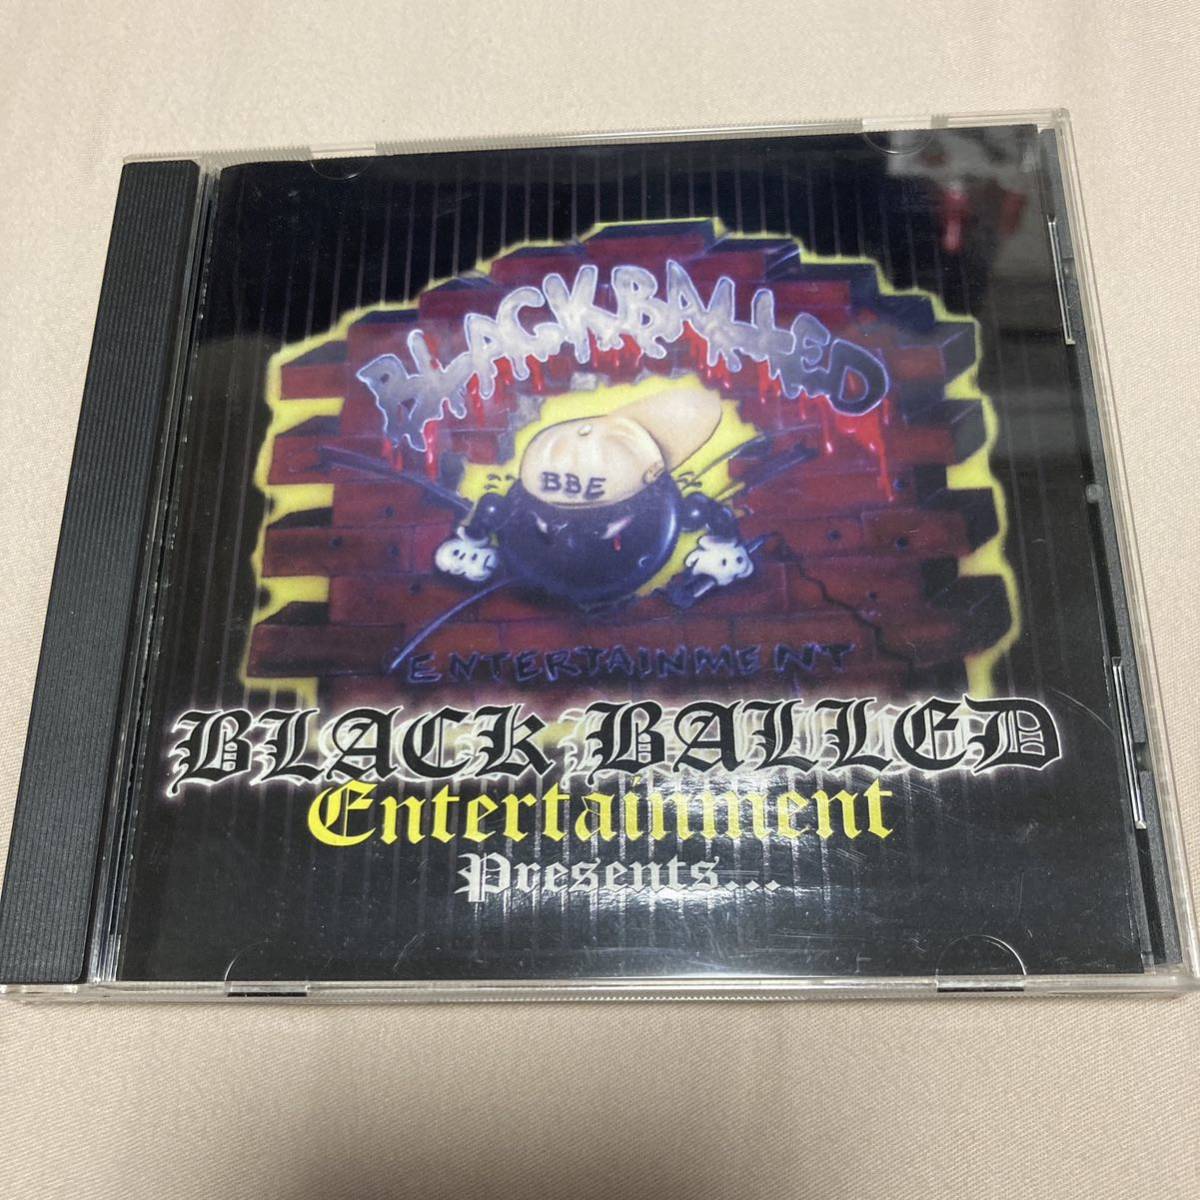 BLACKBALLED
BBE
ENTERTAINMENT
BLACK BALLED
Entertainment
Presents...